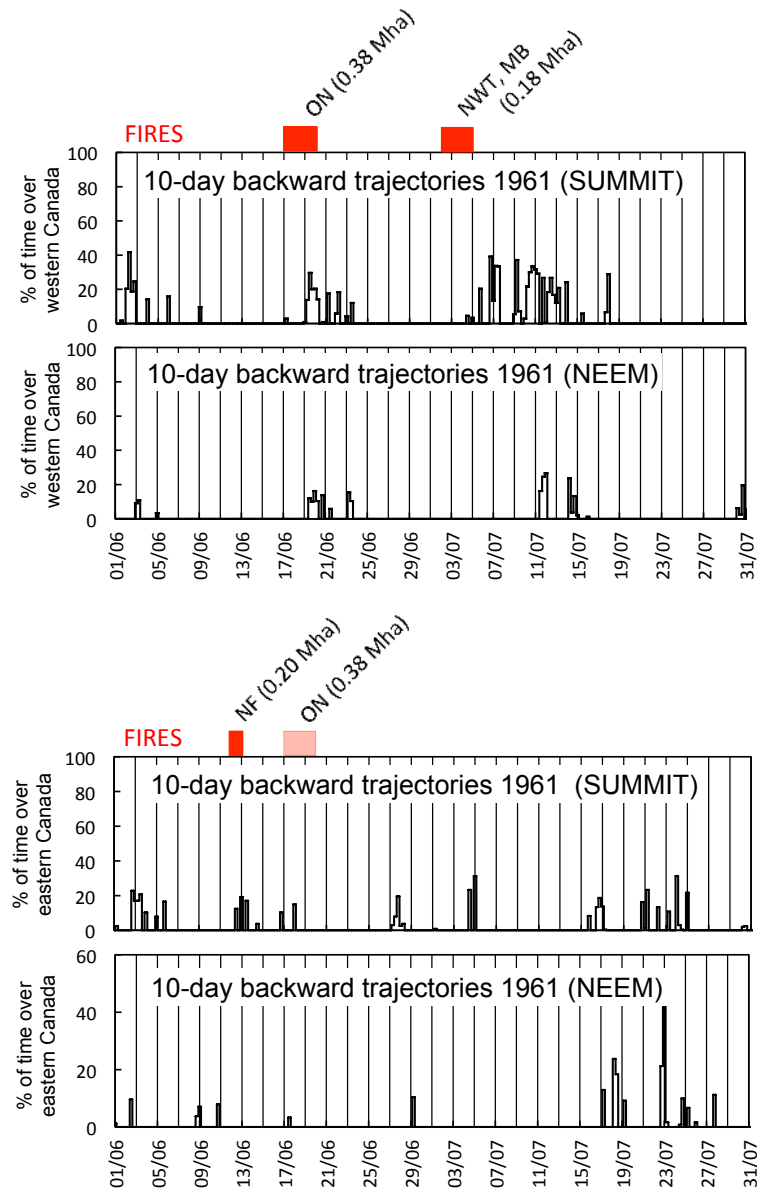 ON (0.38 Mha)
NWT, MB
(0.18 Mha)
FIRES
10-day backward trajectories 1961 (SUMMIT)
% of time over
western Canada
100
80
60
40
20
0
10-day backward trajectories 1961 (NEEM)
% of time over
western Canada
100
80
60
40
20
0
01/06
05/06
09/06
13/06
17/06
21/06
25/06
29/06
03/07
07/07
11/07
15/07
19/07
23/07
27/07
31/07
NF (0.20 Mha)
ON (0.38 Mha)
FIRES
10-day backward trajectories 1961 (SUMMIT)
% of time over
eastern Canada
100
80
60
40
20
0
10-day backward trajectories 1961 (NEEM)
% of time over
eastern Canada
60
40
20
0
01/06
05/06
09/06
13/06
17/06
21/06
25/06
29/06
03/07
07/07
11/07
15/07
19/07
23/07
27/07
31/07